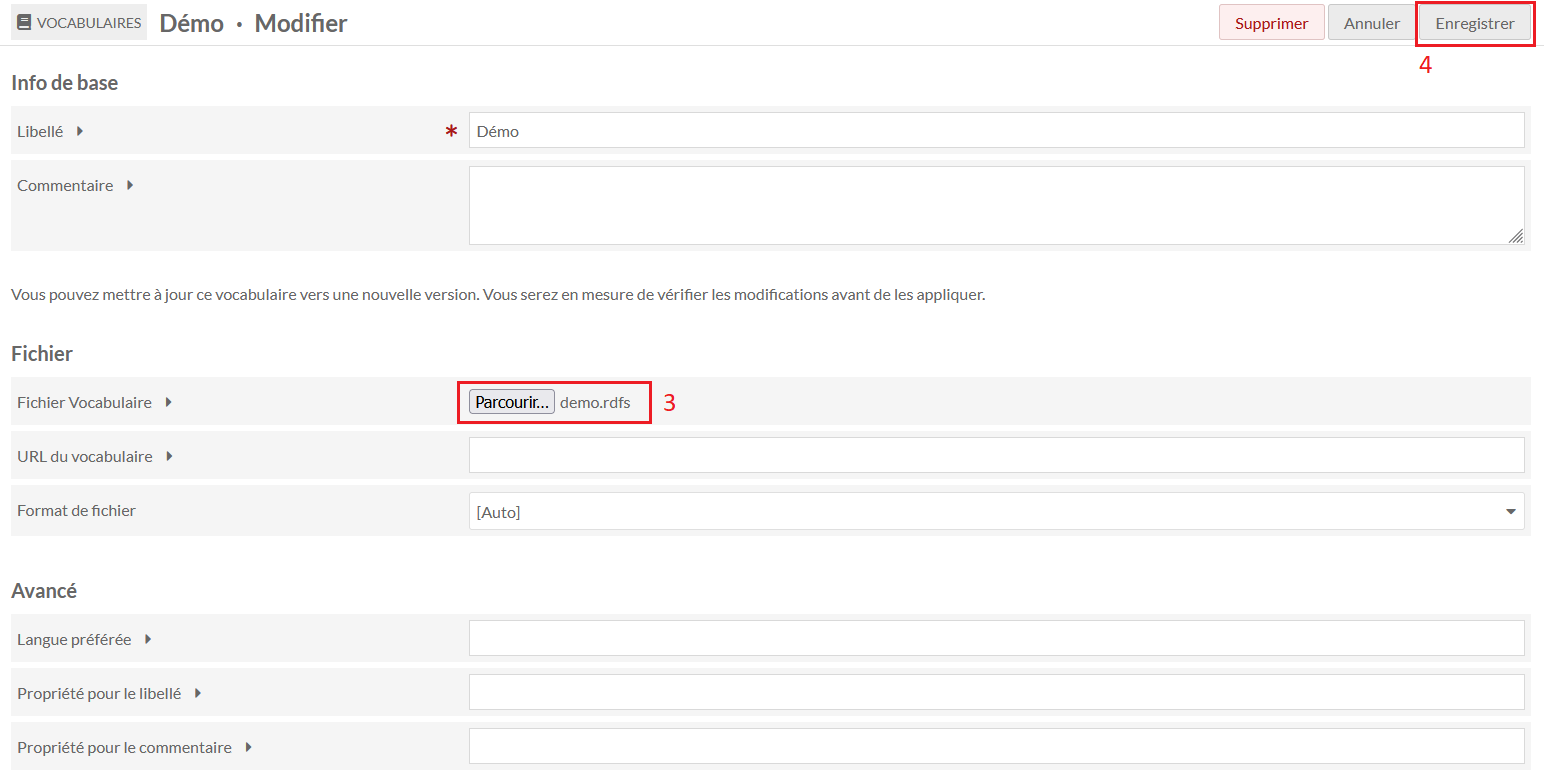 VOCABULAIRES Démo • Modifier Supprimer Annuler Enregistrer
4
Info de base
Libellé * Démo
Commentaire
Vous pouvez mettre à jour ce vocabulaire vers une nouvelle version. Vous serez en mesure de vérifier les modifications avant de les appliquer.
Fichier
Fichier Vocabulaire Parcourir... demo.rdfs 3
URL du vocabulaire
Format de fichier [Auto]
Avancé
Langue préférée
Propriété pour le libellé
Propriété pour le commentaire